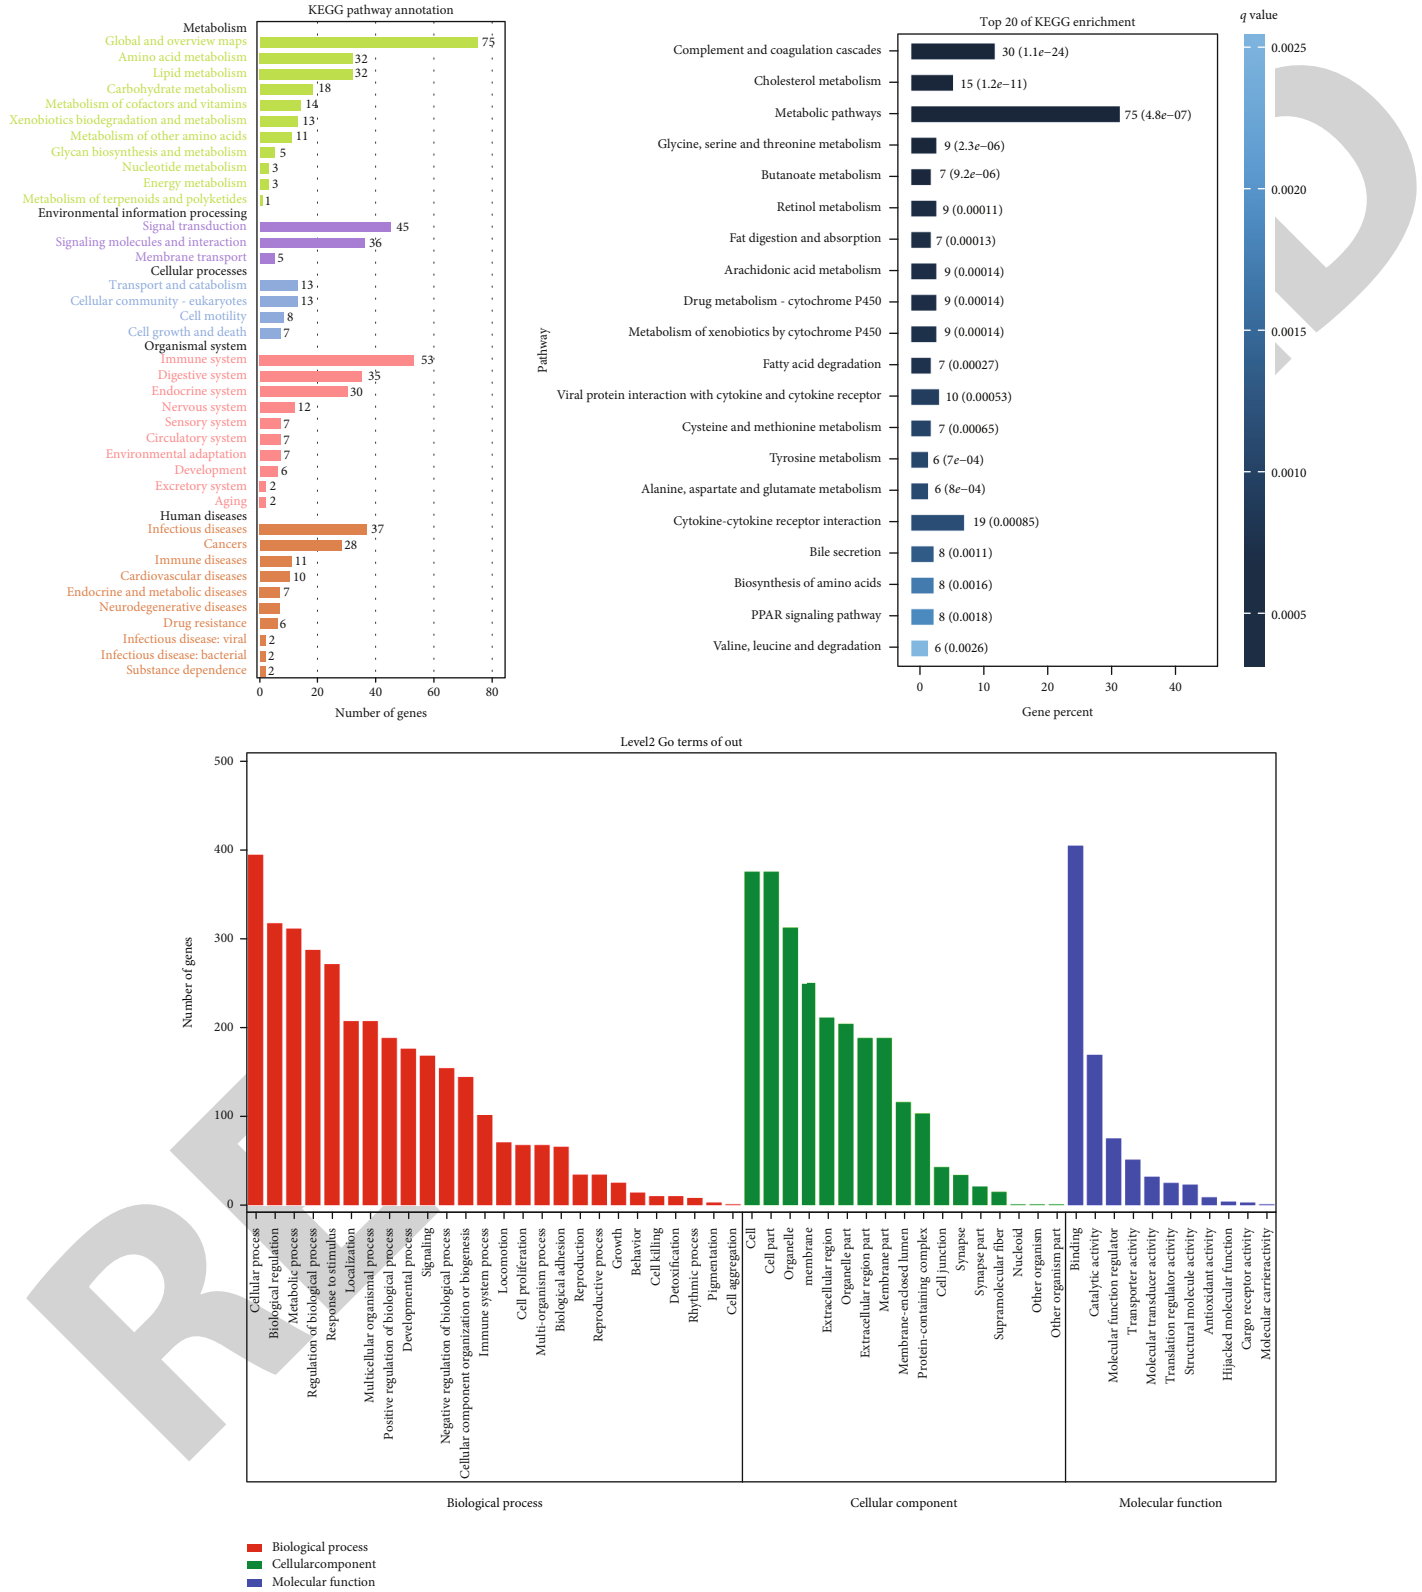 KEGG pathway annotation
Metabolism
Global and overview maps 75
Amino acid metabolism 32
Lipid metabolism 32
Carbohydrate metabolism 18
Metabolism of cofactors and vitamins 14
Xenobiotics biodegradation and metabolism 13
Metabolism of other amino acids 11
Glycan biosynthesis and metabolism 5
Nucleotide metabolism 3
Energy metabolism 3
Metabolism of terpenoids and polyketides 1
Environmental information processing
Signal transduction 45
Signaling molecules and interaction 36
Membrane transport 5
Cellular processes
Transport and catabolism 13
Cellular community - eukaryotes 13
Cell motility 8
Cell growth and death 7
Organismal system
Immune system 53
Digestive system 35
Endocrine system 30
Nervous system 12
Sensory system 7
Circulatory system 7
Environmental adaptation 7
Development 6
Excretory system 2
Aging 2
Human diseases
Infectious diseases 37
Cancers 28
Immune diseases 11
Cardiovascular diseases 10
Endocrine and metabolic diseases 7
Neurodegenerative diseases
Drug resistance 6
Infectious disease: viral 2
Infectious disease: bacterial 2
Substance dependence 2
0 20 40 60 80
Number of genes
Top 20 of KEGG enrichment
Pathway
Complement and coagulation cascades 30 (1.1e−24)
Cholesterol metabolism 15 (1.2e−11)
Metabolic pathways 75 (4.8e−07)
Glycine, serine and threonine metabolism 9 (2.3e−06)
Butanoate metabolism 7 (9.2e−06)
Retinol metabolism 9 (0.00011)
Fat digestion and absorption 7 (0.00013)
Arachidonic acid metabolism 9 (0.00014)
Drug metabolism - cytochrome P450 9 (0.00014)
Metabolism of xenobiotics by cytochrome P450 9 (0.00014)
Fatty acid degradation 7 (0.00027)
Viral protein interaction with cytokine and cytokine receptor 10 (0.00053)
Cysteine and methionine metabolism 7 (0.00065)
Tyrosine metabolism 6 (7e−04)
Alanine, aspartate and glutamate metabolism 6 (8e−04)
Cytokine-cytokine receptor interaction 19 (0.00085)
Bile secretion 8 (0.0011)
Biosynthesis of amino acids 8 (0.0016)
PPAR signaling pathway 8 (0.0018)
Valine, leucine and degradation 6 (0.0026)
0 10 20 30 40
Gene percent
q value
0.0025
0.0020
0.0015
0.0010
0.0005
Level2 Go terms of out
Number of genes
500
400
300
200
100
0
Cellular process
Biological regulation
Metabolic process
Regulation of biological process
Response to stimulus
Localization
Multicellular organismal process
Positive regulation of biological process
Developmental process
Signaling
Negative regulation of biological process
Cellular component organization or biogenesis
Immune system process
Locomotion
Cell proliferation
Multi-organism process
Biological adhesion
Reproduction
Reproductive process
Growth
Behavior
Cell killing
Detoxification
Rhythmic process
Pigmentation
Cell aggregation
Cell
Cell part
Organelle
membrane
Extracellular region
Organelle part
Extracellular region part
Membrane part
Membrane-enclosed lumen
Protein-containing complex
Cell junction
Synapse
Synapse part
Supramolecular fiber
Nucleoid
Other organism
Other organism part
Binding
Catalytic activity
Molecular function regulator
Transporter activity
Molecular transducer activity
Translation regulator activity
Structural molecule activity
Antioxidant activity
Hijacked molecular function
Cargo receptor activity
Molecular carrieractivity
Biological process
Cellular component
Molecular function
Biological process
Cellularcomponent
Molecular function